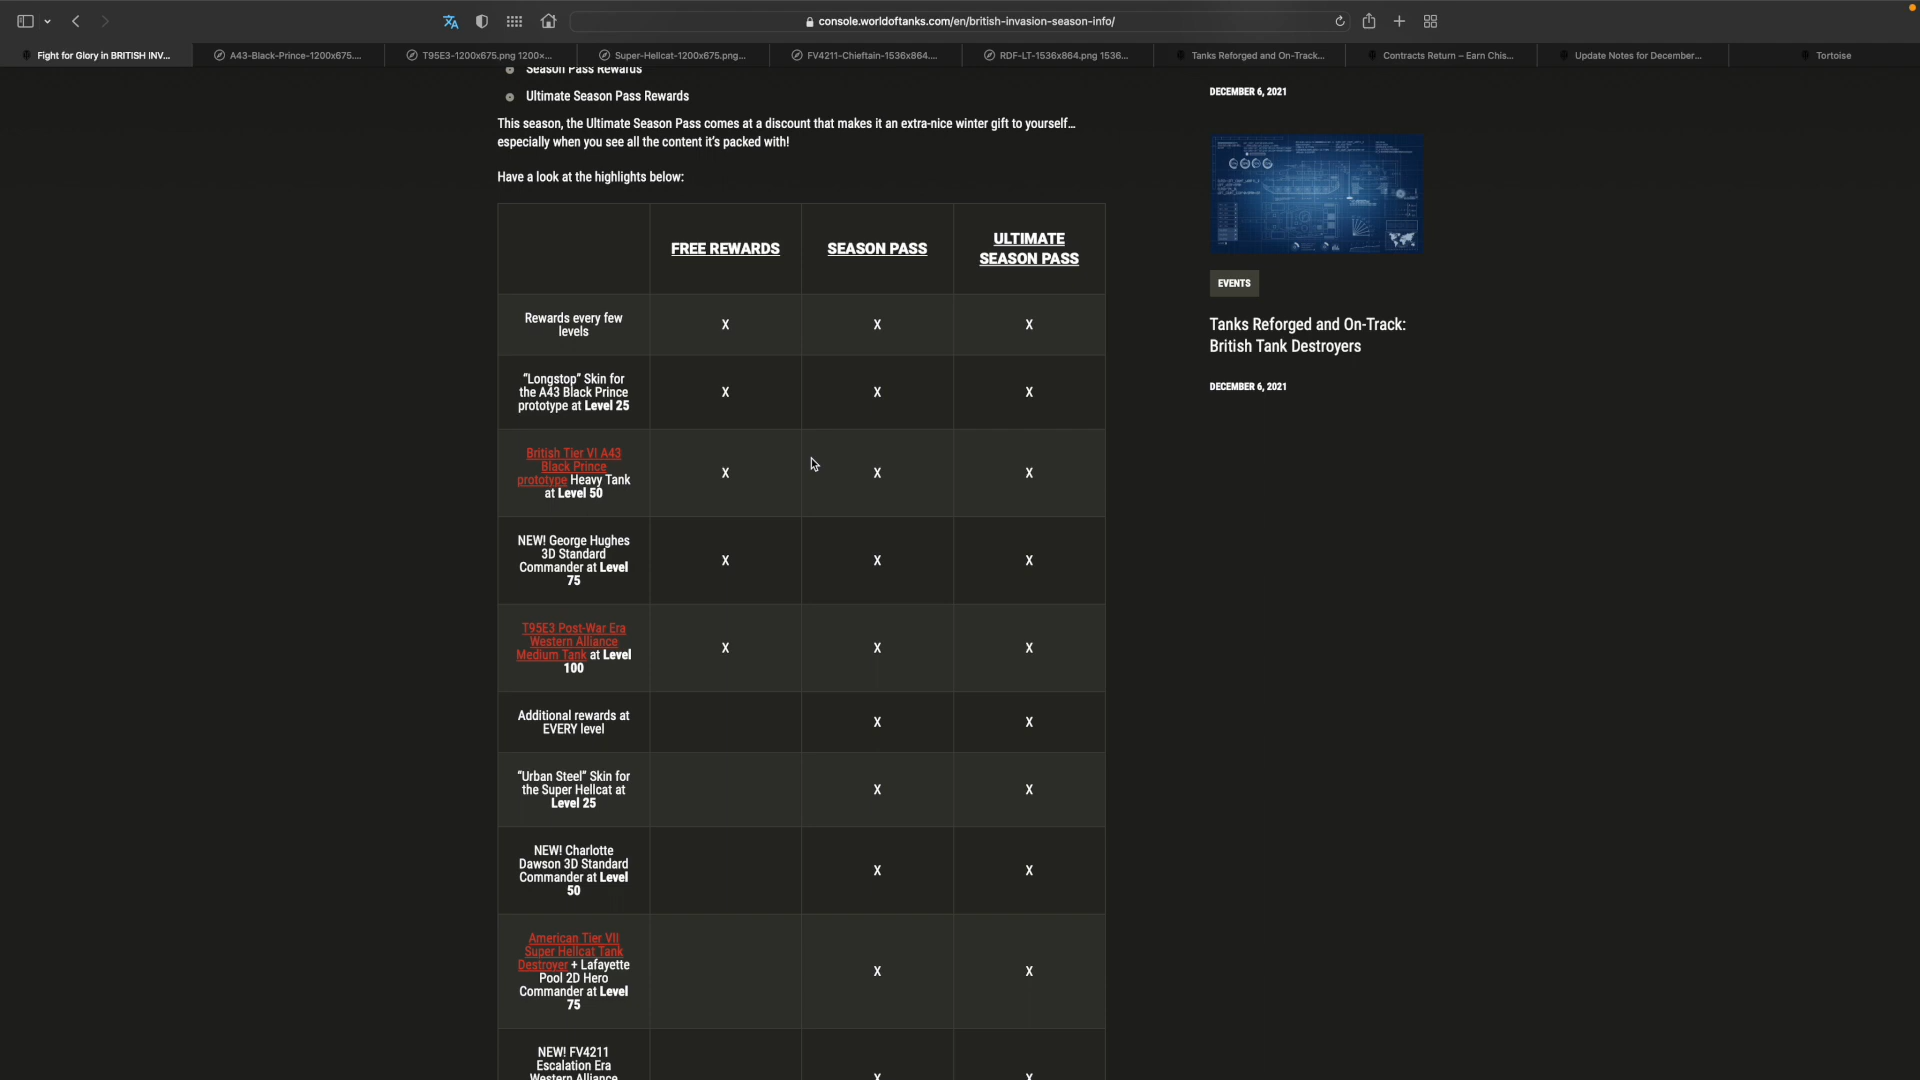 console.worldoftanks.com/en/british-invasion-season-info/
Fight for Glory in BRITISH INV...
A43-Black-Prince-1200x675....
T95E3-1200x675.png 1200×...
Super-Hellcat-1200x675.png...
FV4211-Chieftain-1536x864....
RDF-LT-1536x864.png 1536...
Tanks Reforged and On-Track...
Contracts Return – Earn Chis...
Update Notes for December...
Tortoise
Season Pass Rewards
Ultimate Season Pass Rewards
This season, the Ultimate Season Pass comes at a discount that makes it an extra-nice winter gift to yourself...
especially when you see all the content it's packed with!
Have a look at the highlights below:
FREE REWARDS
SEASON PASS
ULTIMATE
SEASON PASS
Rewards every few
levels
X
X
X
"Longstop" Skin for
the A43 Black Prince
prototype at Level 25
X
X
X
British Tier VI A43
Black Prince
prototype Heavy Tank
at Level 50
X
X
X
NEW! George Hughes
3D Standard
Commander at Level
75
X
X
X
T95E3 Post-War Era
Western Alliance
Medium Tank at Level
100
X
X
X
Additional rewards at
EVERY level
X
X
"Urban Steel" Skin for
the Super Hellcat at
Level 25
X
X
NEW! Charlotte
Dawson 3D Standard
Commander at Level
50
X
X
American Tier VII
Super Hellcat Tank
Destroyer + Lafayette
Pool 2D Hero
Commander at Level
75
X
X
NEW! FV4211
Escalation Era
Western Alliance
X
X
DECEMBER 6, 2021
EVENTS
Tanks Reforged and On-Track:
British Tank Destroyers
DECEMBER 6, 2021